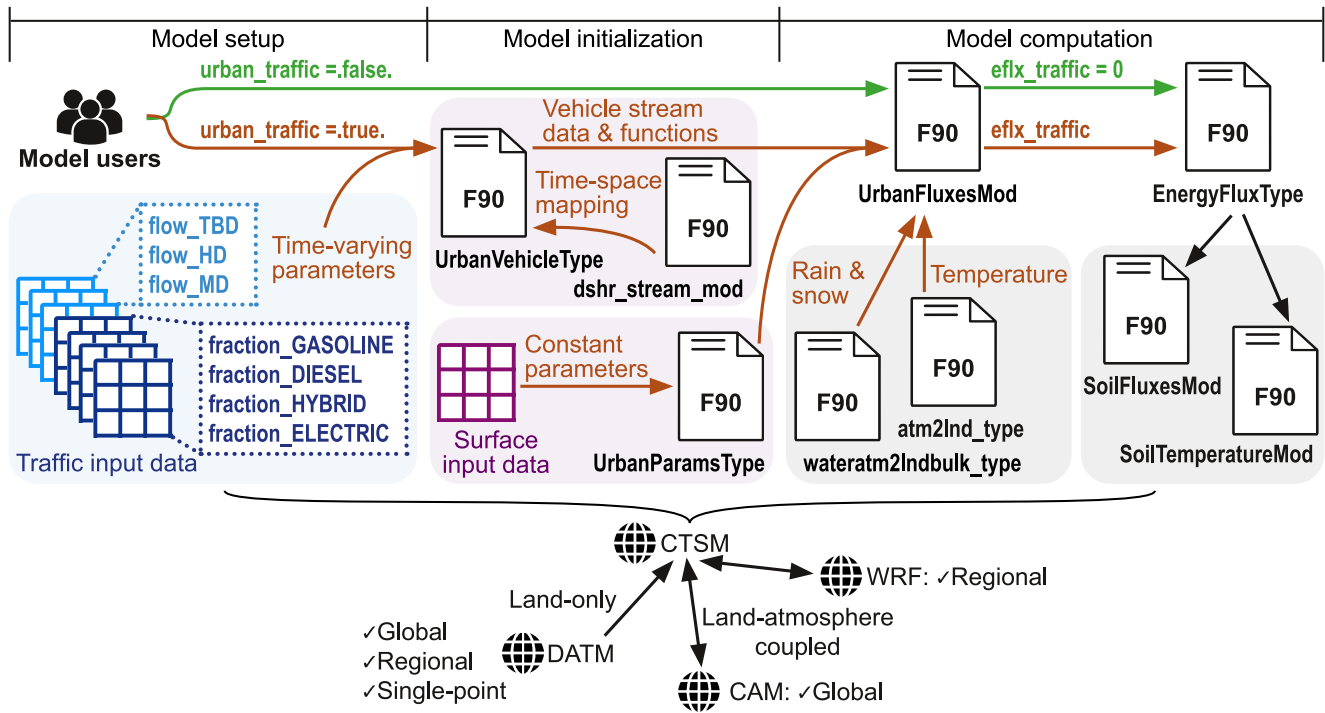 Model setup
Model initialization
Model computation
urban_traffic =.false.
eflx_traffic = 0
urban_traffic =.true.
Vehicle stream
data & functions
eflx_traffic
Model users
F90
F90
F90
F90
Time-space
mapping
UrbanFluxesMod
EnergyFluxType
UrbanVehicleType
dshr_stream_mod
flow_TBD
flow_HD
flow_MD
Time-varying
parameters
fraction_GASOLINE
fraction_DIESEL
fraction_HYBRID
fraction_ELECTRIC
Traffic input data
Constant
parameters
F90
Surface
input data
UrbanParamsType
Rain &
snow
Temperature
F90
F90
atm2lnd_type
wateratm2lndbulk_type
F90
SoilFluxesMod
F90
SoilTemperatureMod
CTSM
WRF: ✓Regional
Land-only
Land-atmosphere
coupled
✓Global
✓Regional
✓Single-point
DATM
CAM: ✓Global